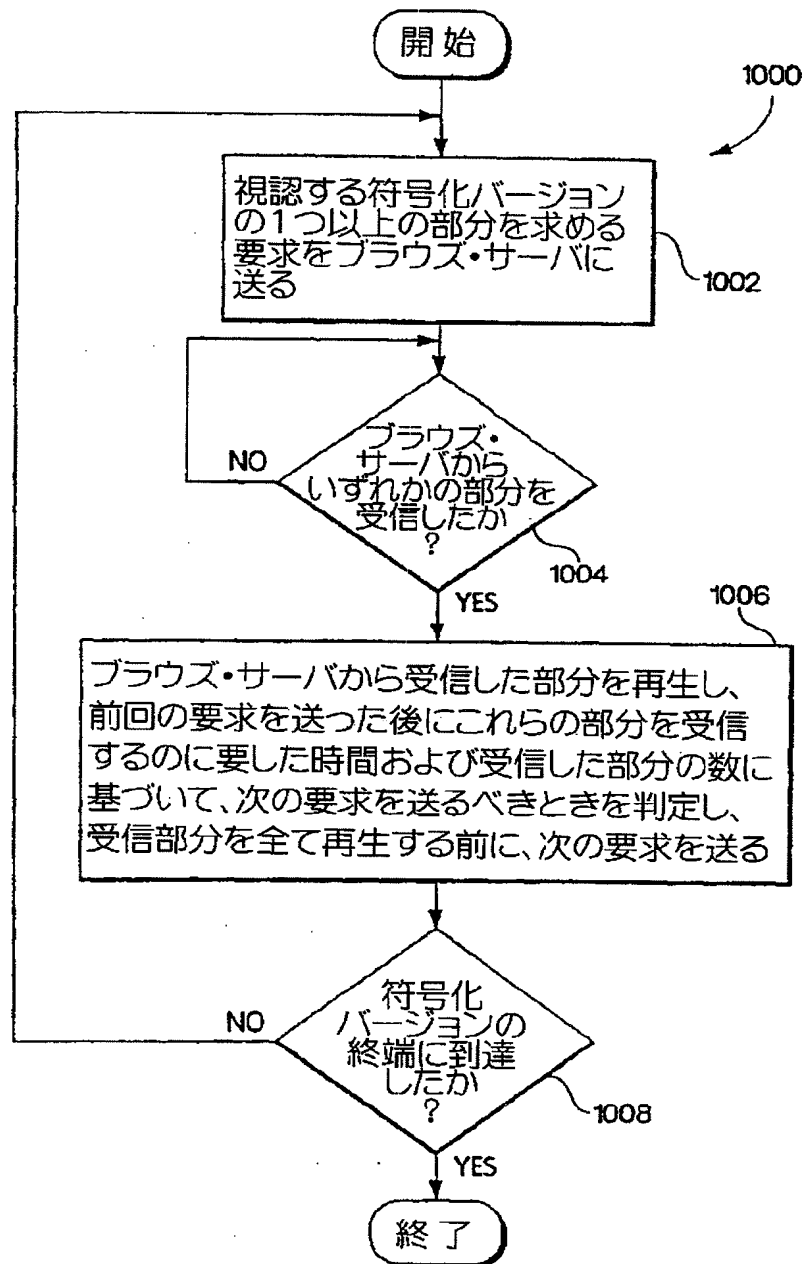 開始
1000
視認する符号化バージョン
の1つ以上の部分を求める
要求をブラウズ・サーバに
送る
1002
ブラウズ・
サーバから
いずれかの部分を
受信したか
?
NO
1004
YES
1006
ブラウズ・サーバから受信した部分を再生し、
前回の要求を送った後にこれらの部分を受信
するのに要した時間および受信した部分の数に
基づいて、次の要求を送るべきときを判定し、
受信部分を全て再生する前に、次の要求を送る
符号化
バージョンの
終端に到達
したか
?
NO
1008
YES
終了